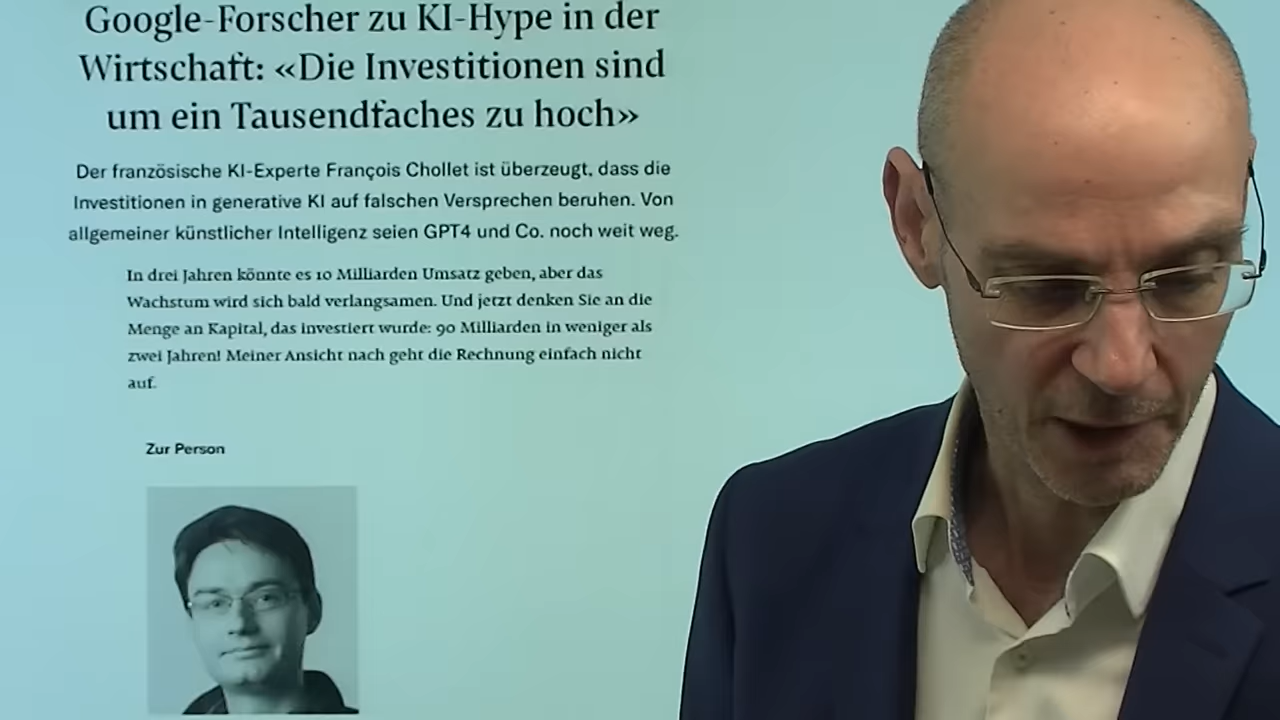 Google-Forscher zu KI-Hype in der
Wirtschaft: «Die Investitionen sind
um ein Tausendfaches zu hoch»
Der französische KI-Experte François Chollet ist überzeugt, dass die
Investitionen in generative KI auf falschen Versprechen beruhen. Von
allgemeiner künstlicher Intelligenz seien GPT4 und Co. noch weit weg.
In drei Jahren könnte es 10 Milliarden Umsatz geben, aber das
Wachstum wird sich bald verlangsamen. Und jetzt denken Sie an die
Menge an Kapital, das investiert wurde: 90 Milliarden in weniger als
zwei Jahren! Meiner Ansicht nach geht die Rechnung einfach nicht
auf.
Zur Person